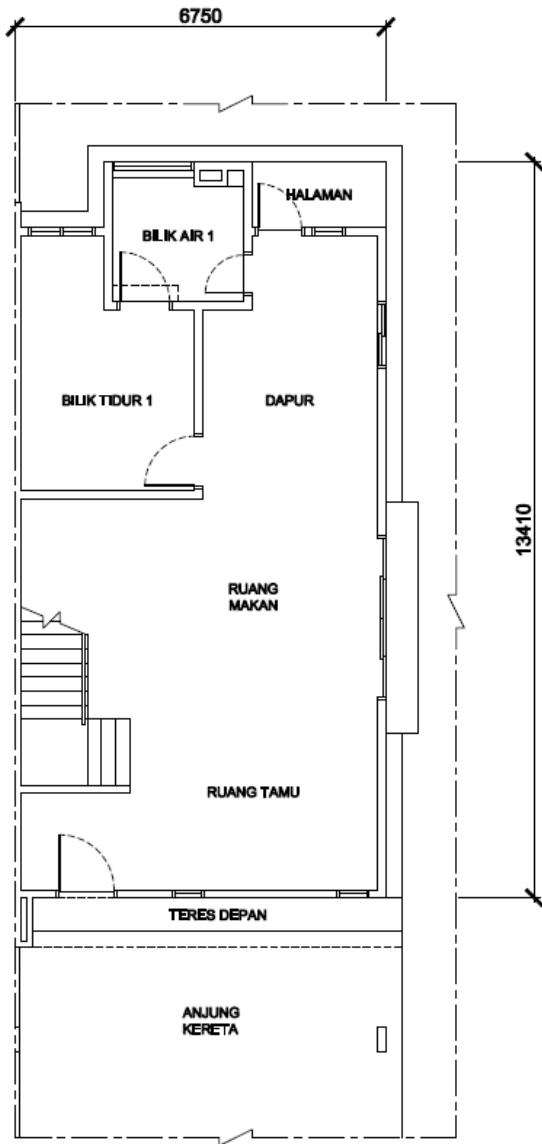 6750
HALAMAN
BILIK AIR 1
BILIK TIDUR 1
DAPUR
13410
RUANG
MAKAN
RUANG TAMU
TERES DEPAN
ANJUNG
KERETA